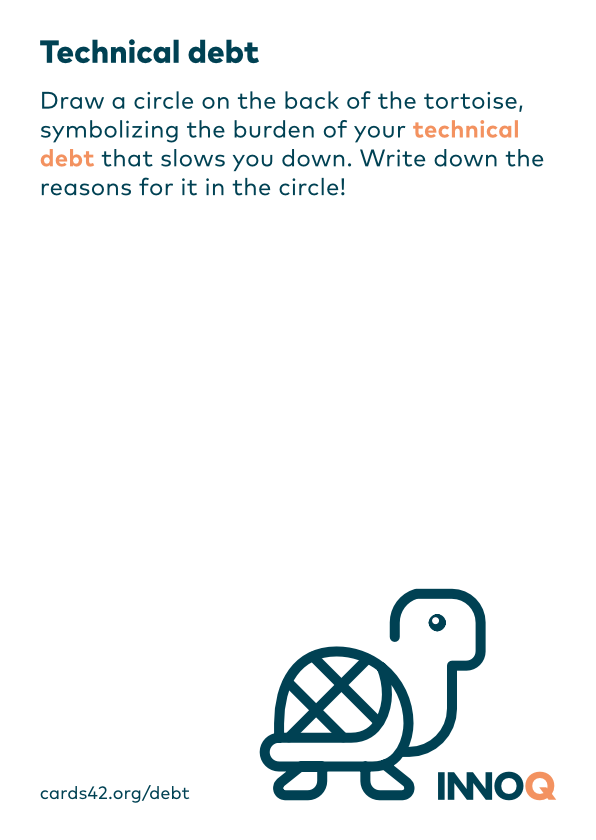 Technical debt
Draw a circle on the back of the tortoise,
symbolizing the burden of your technical
debt that slows you down. Write down the
reasons for it in the circle!
cards42.org/debt
INNOQ